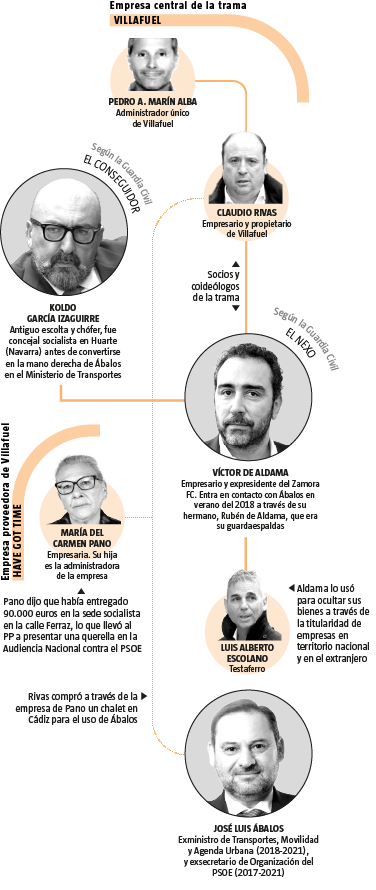 Empresa central de la trama
VILLAFUEL
PEDRO A. MARÍN ALBA
Administrador único
de Villafuel
Según la Guardia Civil
EL CONSEGUIDOR
CLAUDIO RIVAS
Empresario y propietario
de Villafuel
Socios y
coideólogos
de la trama
KOLDO
GARCÍA IZAGUIRRE
Antiguo escolta y chófer, fue
concejal socialista en Huarte
(Navarra) antes de convertirse
en la mano derecha de Ábalos
en el Ministerio de Transportes
Según la Guardia Civil
EL NEXO
VÍCTOR DE ALDAMA
Empresario y expresidente del Zamora
FC. Entra en contacto con Ábalos en
verano del 2018 a través de su
hermano, Rubén de Aldama, que era
su guardaespaldas
Empresa proveedora de Villafuel
HAVE GOT TIME
MARÍA DEL
CARMEN PANO
Empresaria. Su hija
es la administradora
de la empresa
Pano dijo que había entregado
90.000 euros en la sede socialista
en la calle Ferraz, lo que llevó al
PP a presentar una querella en la
Audiencia Nacional contra el PSOE
LUIS ALBERTO
ESCOLANO
Testaferro
Aldama lo usó
para ocultar sus
bienes a través de
la titularidad de
empresas en
territorio nacional
y en el extranjero
Rivas compró a través de la
empresa de Pano un chalet en
Cádiz para el uso de Ábalos
JOSÉ LUIS ÁBALOS
Exministro de Transportes, Movilidad
y Agenda Urbana (2018-2021),
y exsecretario de Organización del
PSOE (2017-2021)